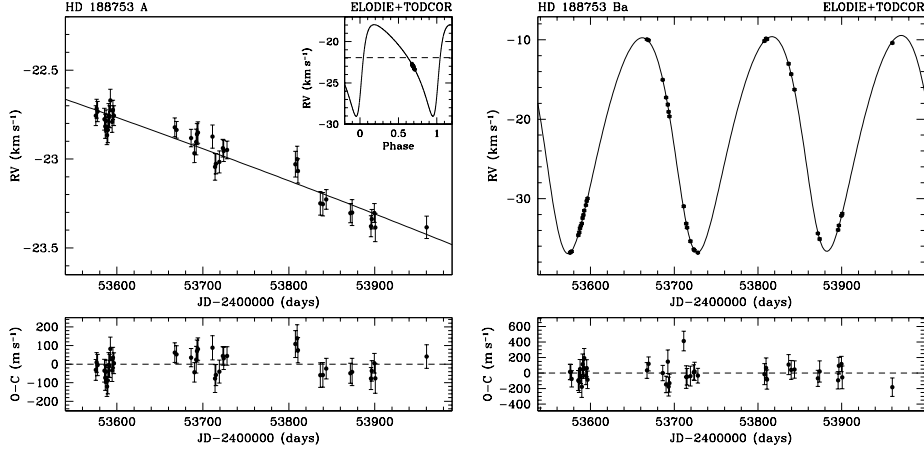 HD 188753 A ELODIE+TODCOR
−22.5
−23
−23.5
RV (km s⁻¹)
−20
−25
−30
RV (km s⁻¹)
0 0.5 1
Phase
53600 53700 53800 53900
JD−2400000 (days)
200
100
0
−100
−200
O−C (m s⁻¹)
53600 53700 53800 53900
JD−2400000 (days)
HD 188753 Ba ELODIE+TODCOR
−10
−20
−30
RV (km s⁻¹)
53600 53700 53800 53900
JD−2400000 (days)
600
400
200
0
−200
−400
O−C (m s⁻¹)
53600 53700 53800 53900
JD−2400000 (days)